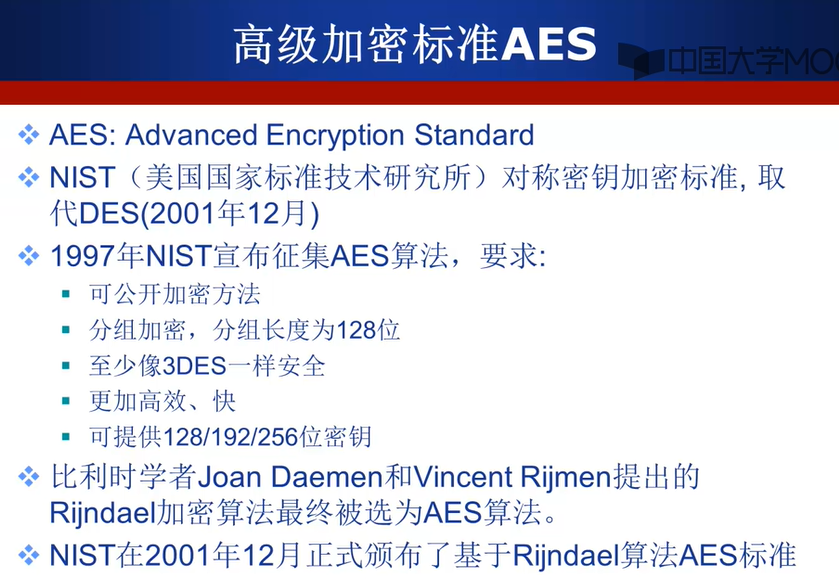 高级加密标准AES
中国大学MOO
AES: Advanced Encryption Standard
NIST（美国国家标准技术研究所）对称密钥加密标准, 取
代DES(2001年12月)
1997年NIST宣布征集AES算法，要求:
可公开加密方法
分组加密，分组长度为128位
至少像3DES一样安全
更加高效、快
可提供128/192/256位密钥
比利时学者Joan Daemen和Vincent Rijmen提出的
Rijndael加密算法最终被选为AES算法。
NIST在2001年12月正式颁布了基于Rijndael算法AES标准